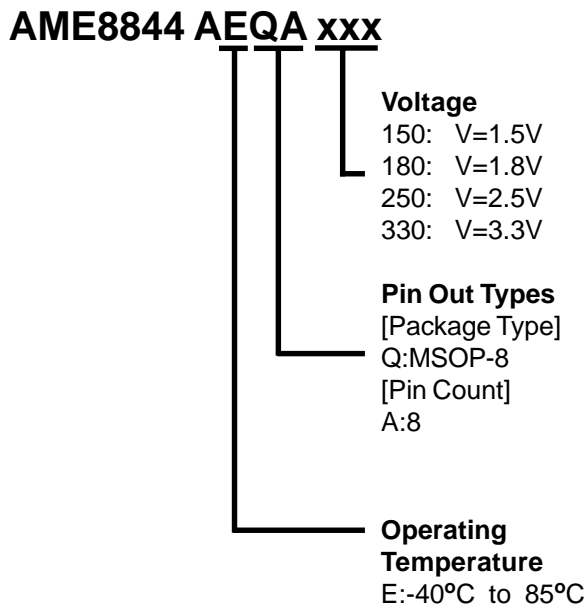 AME8844 AEQA xxx
Voltage
150: V=1.5V
180: V=1.8V
250: V=2.5V
330: V=3.3V
Pin Out Types
[Package Type]
Q:MSOP-8
[Pin Count]
A:8
Operating
Temperature
E:-40ºC to 85ºC